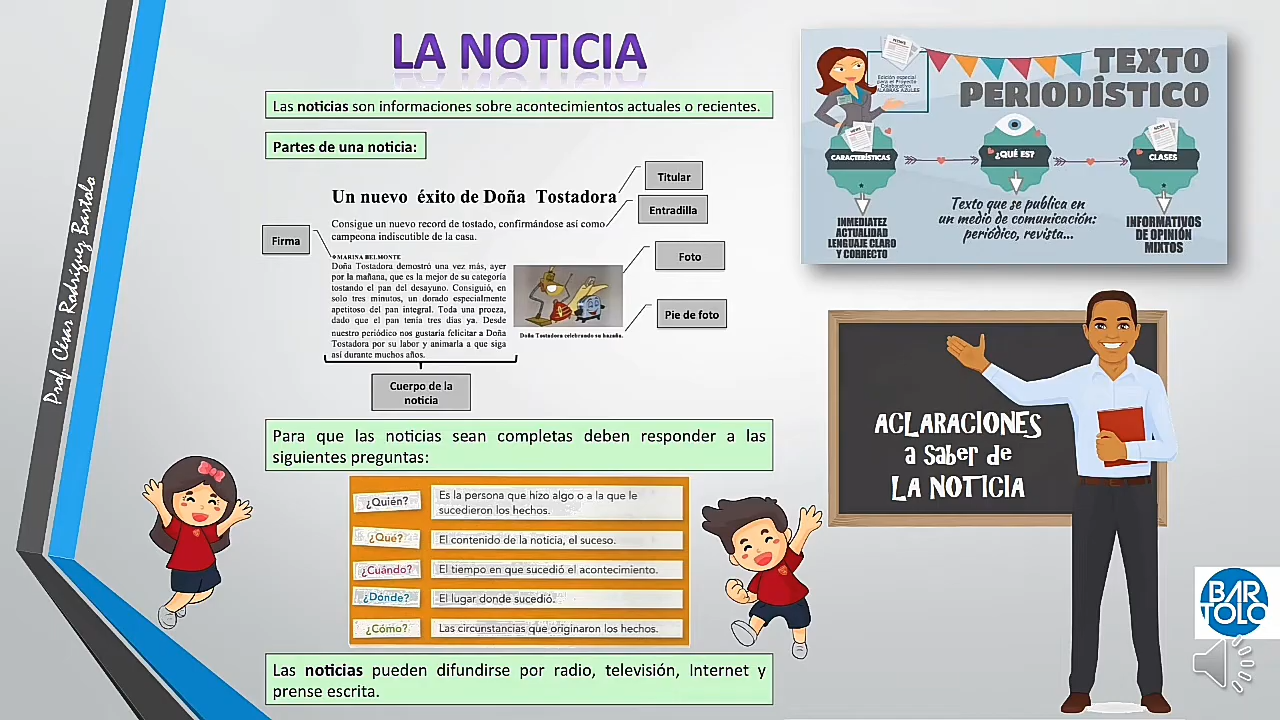 LA NOTICIA
Las noticias son informaciones sobre acontecimientos actuales o recientes.
Partes de una noticia:
Titular
Un nuevo éxito de Doña Tostadora
Entradilla
Consigue un nuevo record de tostado, confirmándose así como
campeona indiscutible de la casa.
Firma
MARINA BELMONTE
Doña Tostadora demostró una vez más, ayer
por la mañana, que es la mejor de su categoría
tostando el pan del desayuno. Consiguió, en
solo tres minutos, un dorado especialmente
apetitoso del pan integral. Toda una proeza,
dado que el pan tenía tres días ya. Desde
nuestro periódico nos gustaría felicitar a Doña
Tostadora por su labor y animarla a que siga
así durante muchos años.
Foto
Pie de foto
Doña Tostadora celebrando su hazaña.
Cuerpo de la
noticia
Para que las noticias sean completas deben responder a las
siguientes preguntas:
¿Quién?
Es la persona que hizo algo o a la que le
sucedieron los hechos.
¿Qué?
El contenido de la noticia, el suceso.
¿Cuándo?
El tiempo en que sucedió el acontecimiento.
¿Dónde?
El lugar donde sucedió.
¿Cómo?
Las circunstancias que originaron los hechos.
Las noticias pueden difundirse por radio, televisión, Internet y
prense escrita.
Prof. César Rodríguez Bartolo
TEXTO
PERIODÍSTICO
Edición especial
para el Proyecto
Colaborativo
PALABRAS AZULES
NEWS
NEWS
NEWS
CARACTERÍSTICAS
¿QUÉ ES?
CLASES
INMEDIATEZ
ACTUALIDAD
LENGUAJE CLARO
Y CORRECTO
Texto que se publica en
un medio de comunicación:
periódico, revista...
INFORMATIVOS
DE OPINIÓN
MIXTOS
ACLARACIONES
a Saber de
LA NOTICIA
BAR
TOLO